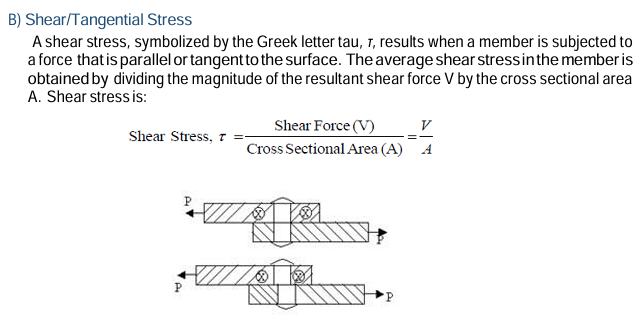 B) Shear/Tangential Stress
A shear stress, symbolized by the Greek letter tau, τ, results when a member is subjected to
a force that is parallel or tangent to the surface. The average shear stress in the member is
obtained by dividing the magnitude of the resultant shear force V by the cross sectional area
A. Shear stress is:
Shear Stress, τ = Shear Force (V) / Cross Sectional Area (A) = V / A
P
P
P
P